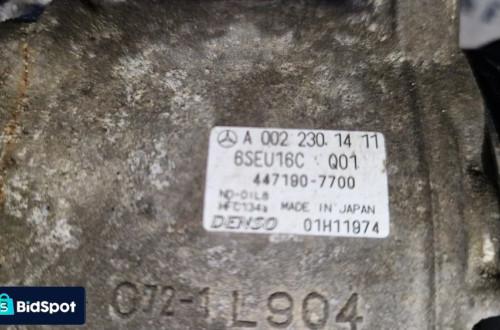 A 002 230 14 11
6SEU16C Q01
447190-7700
ND-OIL8
HFC134a MADE IN JAPAN
DENSO 01H11974
C72-1 L904
BidSpot